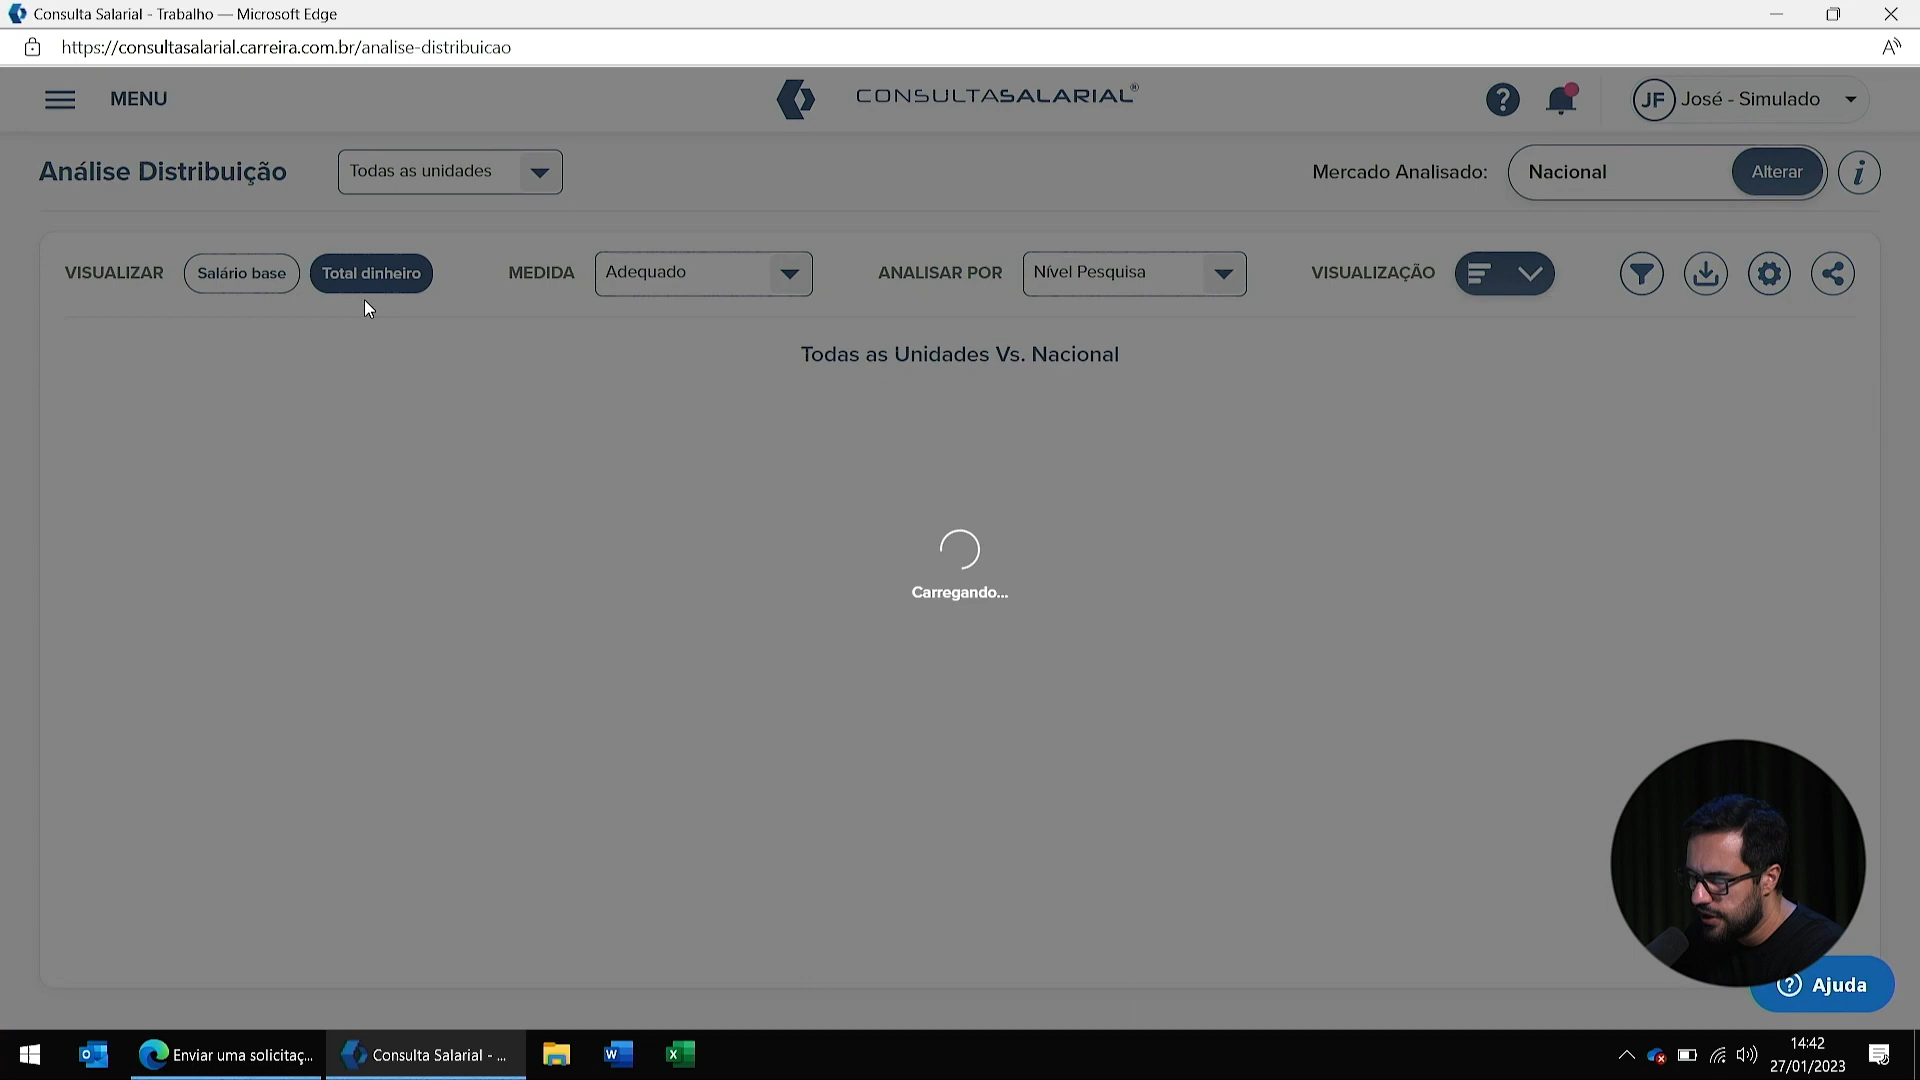 Consulta Salarial - Trabalho — Microsoft Edge
https://consultasalarial.carreira.com.br/analise-distribuicao
MENU
CONSULTASALARIAL®
?
JF José - Simulado
Análise Distribuição
Todas as unidades
Mercado Analisado:
Nacional
Alterar
i
VISUALIZAR
Salário base
Total dinheiro
MEDIDA
Adequado
ANALISAR POR
Nível Pesquisa
VISUALIZAÇÃO
Todas as Unidades Vs. Nacional
Carregando...
? Ajuda
Enviar uma solicitaç...
Consulta Salarial - ...
14:42
27/01/2023